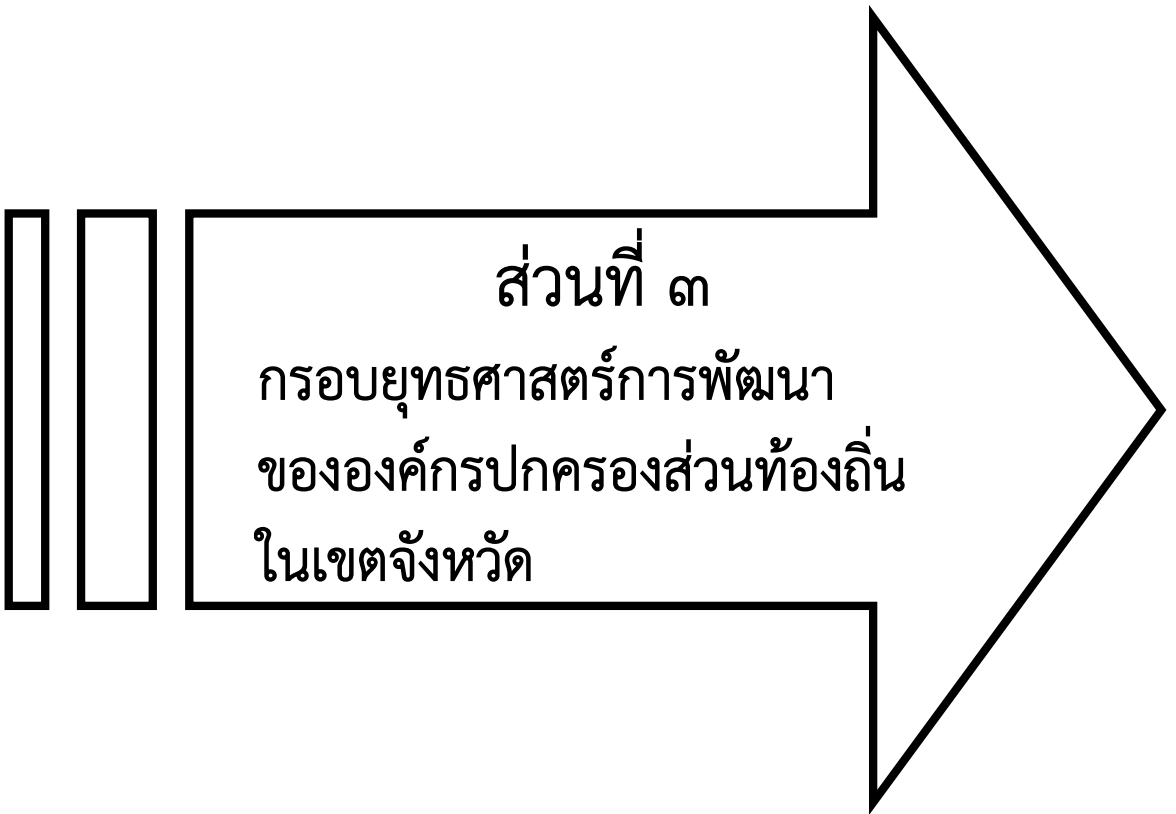 ส่วนที่ ๓
กรอบยุทธศาสตร์การพัฒนา
ขององค์กรปกครองส่วนท้องถิ่น
ในเขตจังหวัด